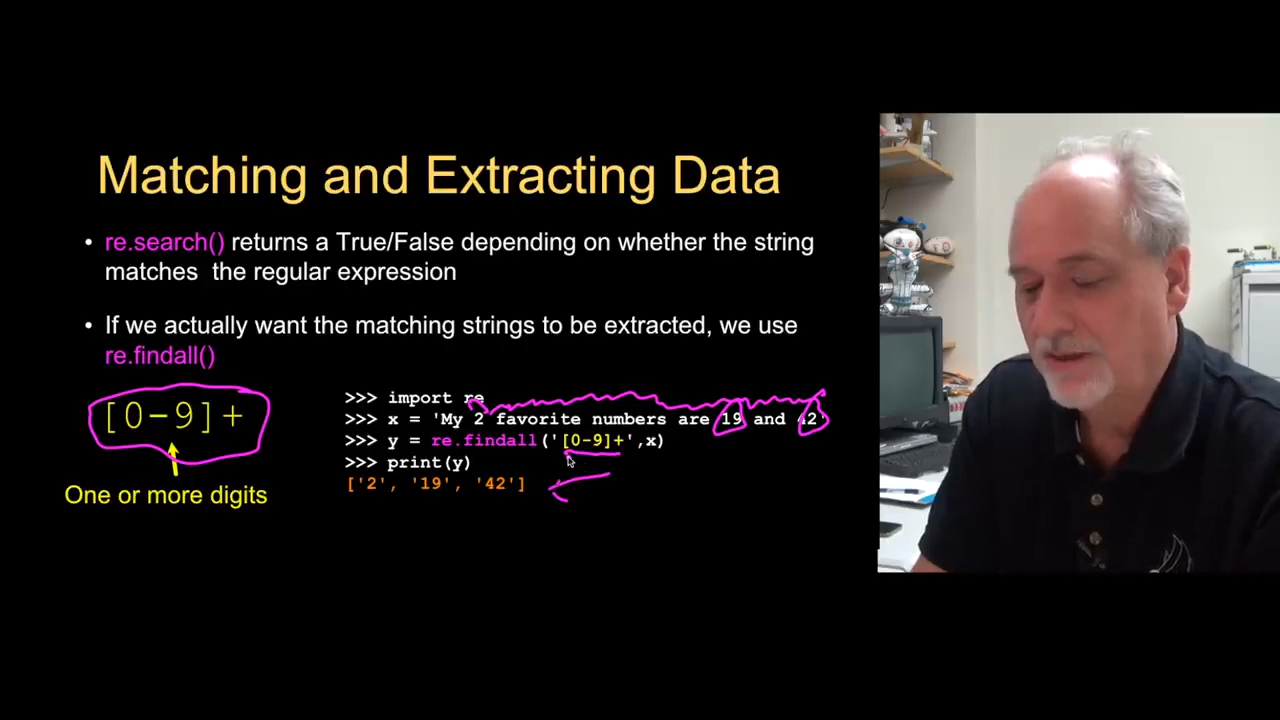 Matching and Extracting Data
• re.search() returns a True/False depending on whether the string
matches  the regular expression
• If we actually want the matching strings to be extracted, we use
re.findall()
[0-9]+
One or more digits
>>> import re
>>> x = 'My 2 favorite numbers are 19 and 42'
>>> y = re.findall('[0-9]+',x)
>>> print(y)
['2', '19', '42']